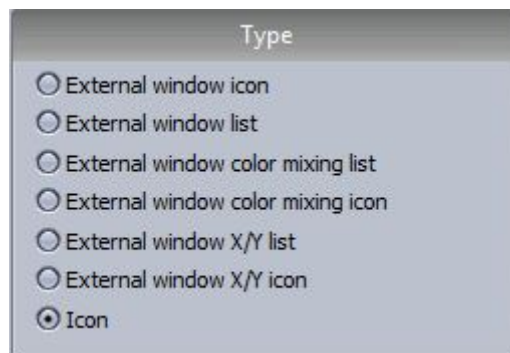 Type
External window icon
External window list
External window color mixing list
External window color mixing icon
External window X/Y list
External window X/Y icon
Icon